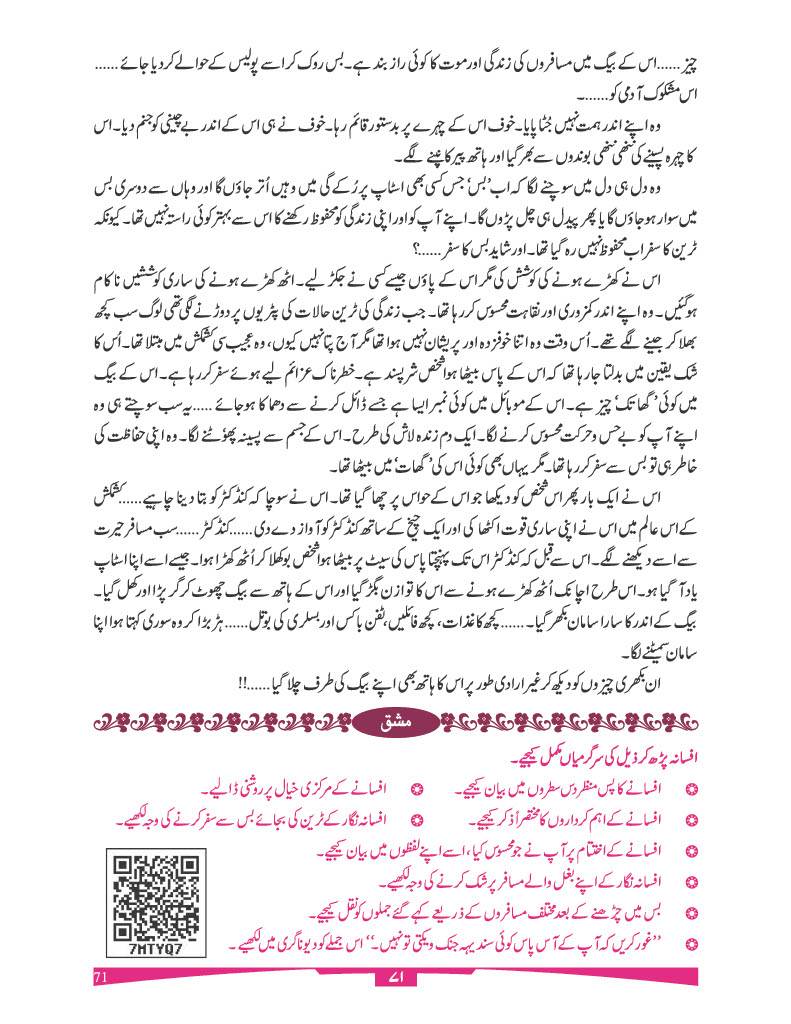 چیز ......اس کے بیگ میں مسافروں کی زندگی اور موت کا کوئی راز بند ہے۔ بس روک کر اسے پولیس کے حوالے کر دیا جائے ......
اس مشکوک آدمی کو......۔
وہ اپنے اندر ہمت نہیں جُٹا پایا۔ خوف اس کے چہرے پر بدستور قائم رہا۔ خوف نے ہی اس کے اندر بے چینی کو جنم دیا۔ اس
کا چہرہ پسینے کی ننھی ننھی بوندوں سے بھر گیا اور ہاتھ پیر کانپنے لگے۔
وہ دل ہی دل میں سوچنے لگا کہ اب ’بس‘ جس کسی بھی اسٹاپ پر رُکے گی میں وہیں اُتر جاؤں گا اور وہاں سے دوسری بس
میں سوار ہو جاؤں گا یا پھر پیدل ہی چل پڑوں گا۔ اپنے آپ کو اور اپنی زندگی کو محفوظ رکھنے کا اس سے بہتر کوئی راستہ نہیں تھا۔ کیونکہ
ٹرین کا سفر اب محفوظ نہیں رہ گیا تھا۔ اور شاید بس کا سفر......؟
اس نے کھڑے ہونے کی کوشش کی مگر اس کے پاؤں جیسے کسی نے جکڑ لیے۔ اٹھ کھڑے ہونے کی ساری کوششیں ناکام
ہو گئیں۔ وہ اپنے اندر کمزوری اور نقاہت محسوس کر رہا تھا۔ جب زندگی کی ٹرین حالات کی پٹریوں پر دوڑنے لگی تھی لوگ سب کچھ
بھلا کر جینے لگے تھے۔ اُس وقت وہ اتنا خوفزدہ اور پریشان نہیں ہوا تھا مگر آج پتا نہیں کیوں، وہ عجیب سی کشمکش میں مبتلا تھا۔ اُس کا
شک یقین میں بدلتا جا رہا تھا کہ اس کے پاس بیٹھا ہوا شخص شرپسند ہے۔ خطرناک عزائم لیے ہوئے سفر کر رہا ہے۔ اس کے بیگ
میں کوئی ’گھاتک‘ چیز ہے۔ اس کے موبائل میں کوئی نمبر ایسا ہے جسے ڈائل کرنے سے دھماکا ہو جائے ......یہ سب سوچتے ہی وہ
اپنے آپ کو بے حس و حرکت محسوس کرنے لگا۔ ایک دم زندہ لاش کی طرح۔ اس کے جسم سے پسینہ پھوٹنے لگا۔ وہ اپنی حفاظت کی
خاطر ہی تو بس سے سفر کر رہا تھا۔ مگر یہاں بھی کوئی اس کی ’گھات‘ میں بیٹھا تھا۔
اس نے ایک بار پھر اس شخص کو دیکھا جو اس کے حواس پر چھا گیا تھا۔ اس نے سوچا کہ کنڈکٹر کو بتا دینا چاہیے......کشمکش
کے اس عالم میں اس نے اپنی ساری قوت اکٹھا کی اور ایک چیخ کے ساتھ کنڈکٹر کو آواز دے دی......کنڈکٹر......سب مسافر حیرت
سے اسے دیکھنے لگے۔ اس سے قبل کہ کنڈکٹر اس تک پہنچتا پاس کی سیٹ پر بیٹھا ہوا شخص بوکھلا کر اُٹھ کھڑا ہوا۔ جیسے اسے اپنا اسٹاپ
یاد آ گیا ہو۔ اس طرح اچانک اُٹھ کھڑے ہونے سے اس کا توازن بگڑ گیا اور اس کے ہاتھ سے بیگ چھوٹ کر گر پڑا اور کھل گیا۔
بیگ کے اندر کا سارا سامان بکھر گیا۔......کچھ کاغذات، کچھ فائلیں، ٹفن باکس اور بسلری کی بوتل......ہڑبڑا کر وہ سوری کہتا ہوا اپنا
سامان سمیٹنے لگا۔
ان بکھری چیزوں کو دیکھ کر غیر ارادی طور پر اس کا ہاتھ بھی اپنے بیگ کی طرف چلا گیا......!!
مشق
افسانہ پڑھ کر ذیل کی سرگرمیاں مکمل کیجیے۔
افسانے کا پس منظر دس سطروں میں بیان کیجیے۔ افسانے کے مرکزی خیال پر روشنی ڈالیے۔
افسانے کے اہم کرداروں کا مختصراً ذکر کیجیے۔ افسانہ نگار کے ٹرین کی بجائے بس سے سفر کرنے کی وجہ لکھیے۔
افسانے کے اختتام پر آپ نے جو محسوس کیا، اسے اپنے لفظوں میں بیان کیجیے۔
افسانہ نگار کے اپنے بغل والے مسافر پر شک کرنے کی وجہ لکھیے۔
بس میں چڑھنے کے بعد مختلف مسافروں کے ذریعے کہے گئے جملوں کو نقل کیجیے۔
’’غور کریں کہ آپ کے آس پاس کوئی سندیہہ جنک ویکتی تو نہیں۔‘‘ اس جملے کو دیوناگری میں لکھیے۔
7MTYQ7
71 ۷۱